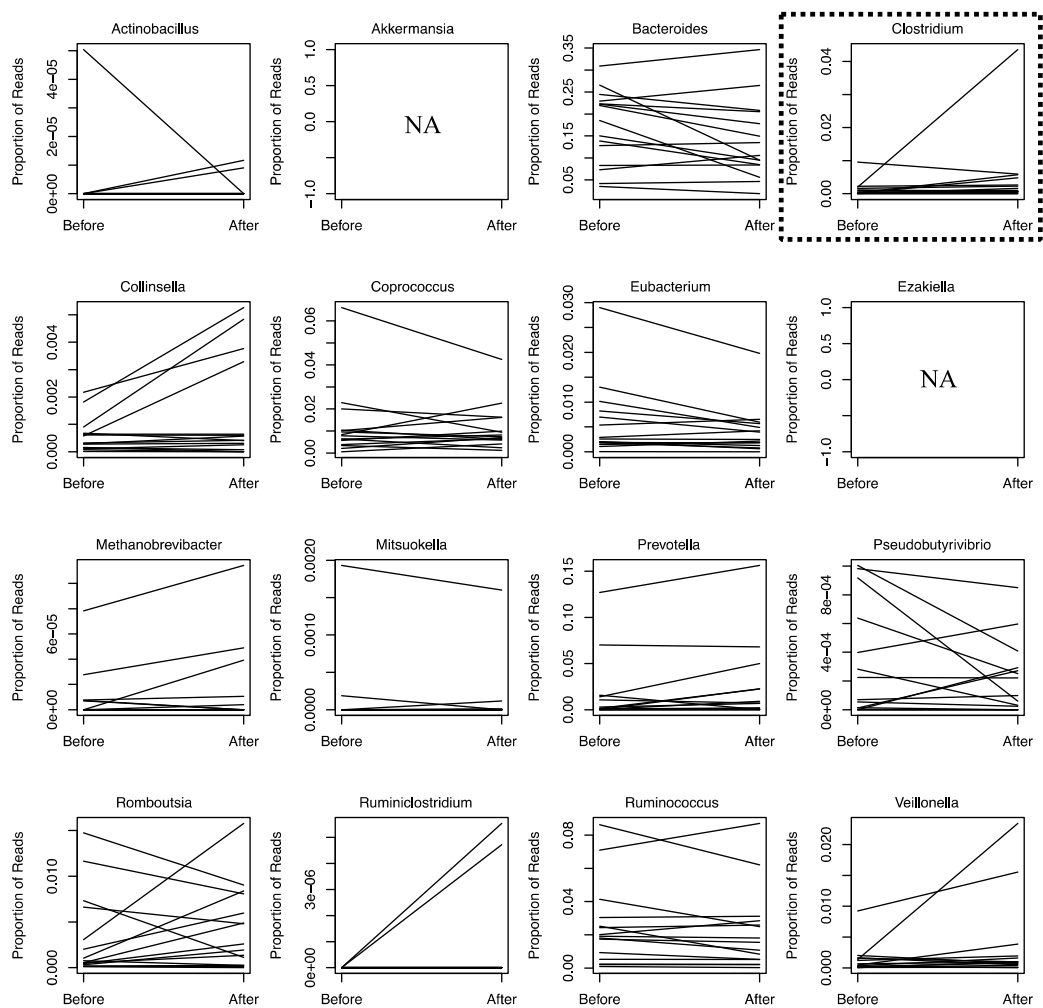 Actinobacillus
Proportion of Reads
0e+00 2e-05 4e-05
Before After
Akkermansia
Proportion of Reads
-1.0 0.0 0.5 1.0
NA
Before After
Bacteroides
Proportion of Reads
0.05 0.15 0.25 0.35
Before After
Clostridium
Proportion of Reads
0.00 0.02 0.04
Before After
Collinsella
Proportion of Reads
0.000 0.002 0.004
Before After
Coprococcus
Proportion of Reads
0.00 0.02 0.04 0.06
Before After
Eubacterium
Proportion of Reads
0.000 0.010 0.020 0.030
Before After
Ezakiella
Proportion of Reads
-1.0 0.0 0.5 1.0
NA
Before After
Methanobrevibacter
Proportion of Reads
0e+00 6e-05
Before After
Mitsuokella
Proportion of Reads
0.0000 0.0010 0.0020
Before After
Prevotella
Proportion of Reads
0.00 0.05 0.10 0.15
Before After
Pseudobutyrivibrio
Proportion of Reads
0e+00 4e-04 8e-04
Before After
Romboutsia
Proportion of Reads
0.000 0.010
Before After
Ruminiclostridium
Proportion of Reads
0e+00 3e-06
Before After
Ruminococcus
Proportion of Reads
0.00 0.04 0.08
Before After
Veillonella
Proportion of Reads
0.000 0.010 0.020
Before After